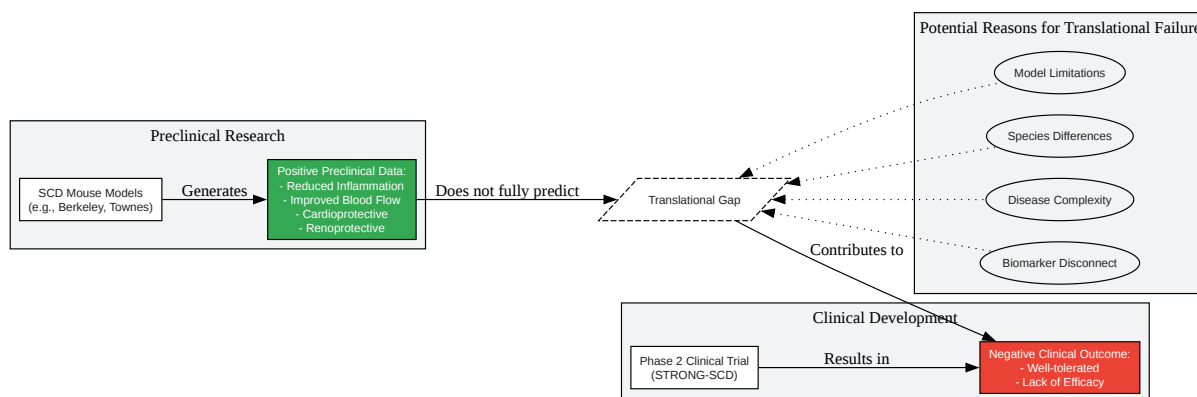 Potential Reasons for Translational Failure
Model Limitations
Species Differences
Disease Complexity
Biomarker Disconnect
Preclinical Research
SCD Mouse Models
(e.g., Berkeley, Townes)
Generates
Positive Preclinical Data:
- Reduced Inflammation
- Improved Blood Flow
- Cardioprotective
- Renoprotective
Does not fully predict
Translational Gap
Contributes to
Clinical Development
Phase 2 Clinical Trial
(STRONG-SCD)
Results in
Negative Clinical Outcome:
- Well-tolerated
- Lack of Efficacy